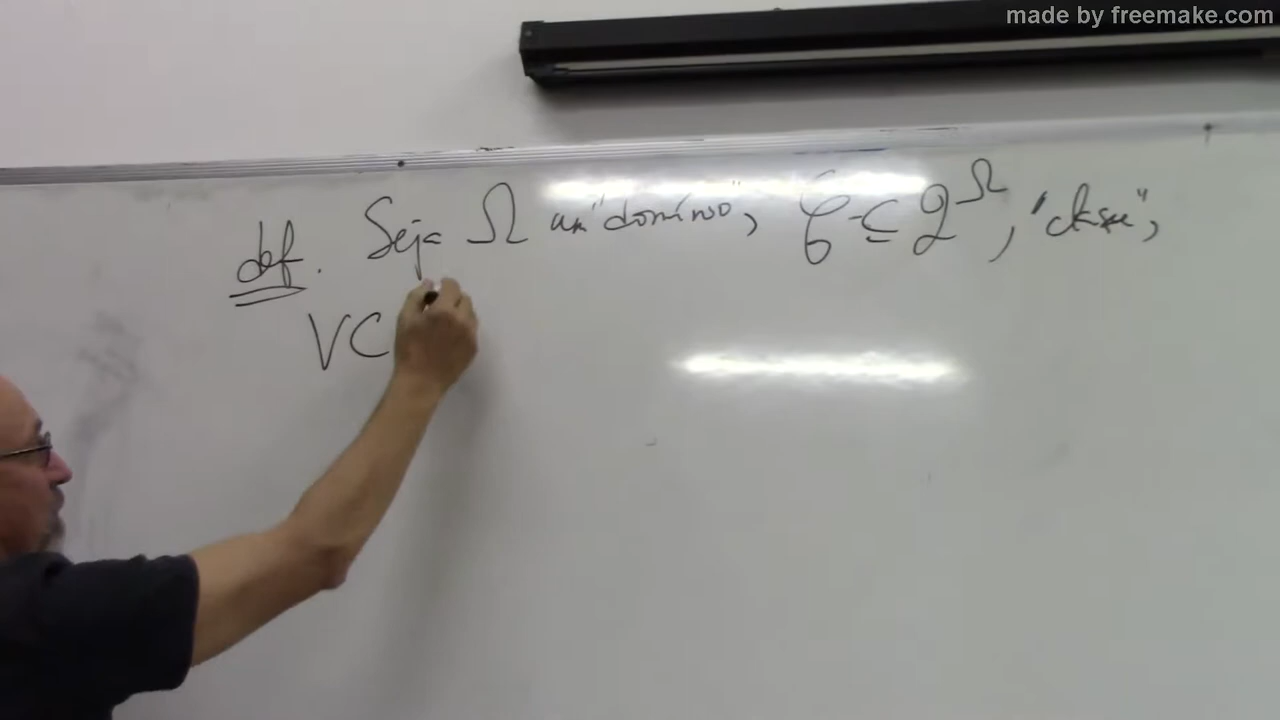 made by freemake.com
def. Seja Ω um "domínio", 𝒞 ⊆ 2^Ω, "classe",
VC